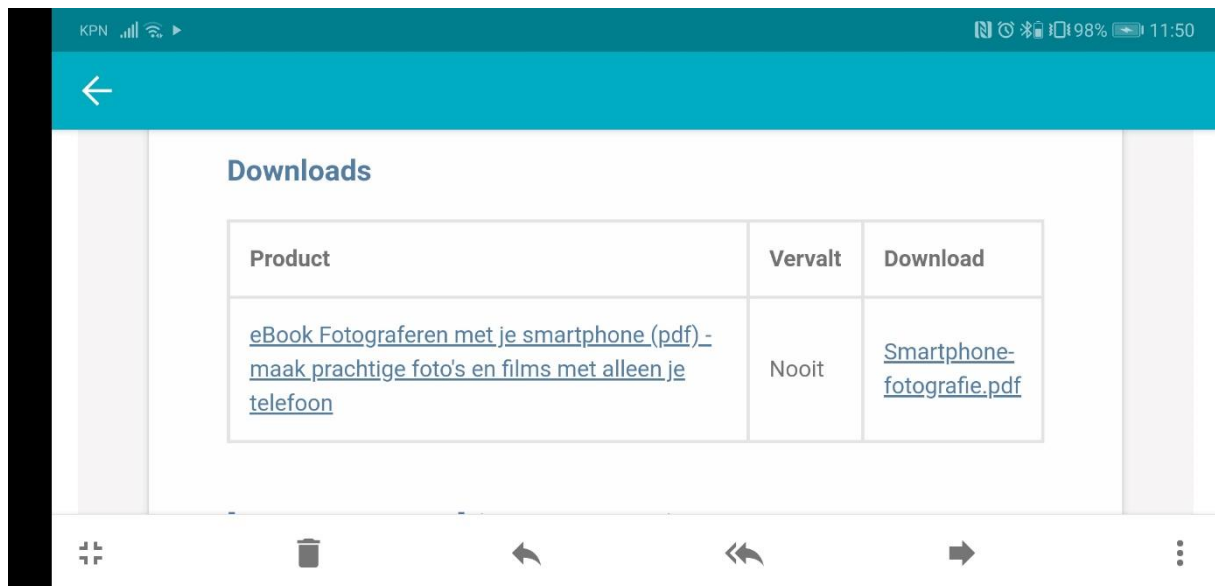 KPN 98% 11:50
Downloads
Product Vervalt Download
eBook Fotograferen met je smartphone (pdf) -
maak prachtige foto's en films met alleen je
telefoon
Nooit
Smartphone-
fotografie.pdf